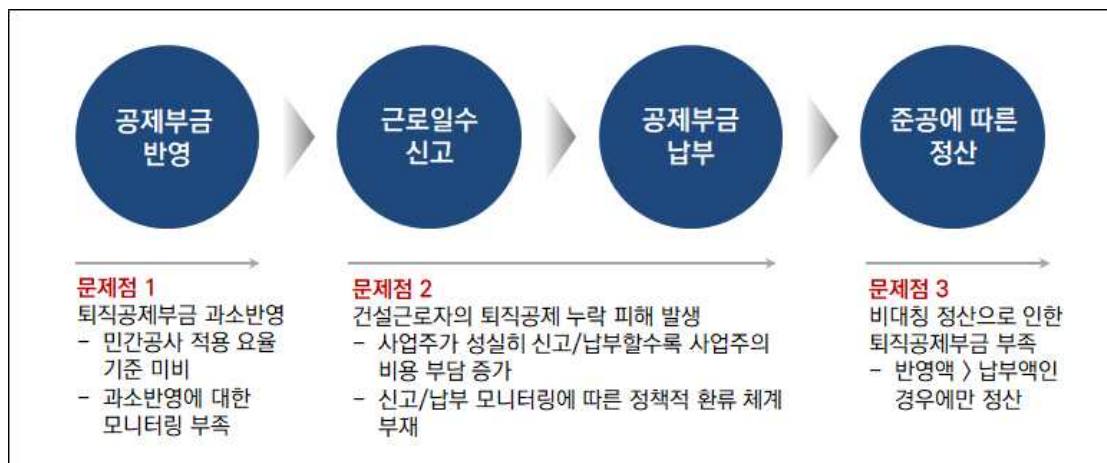 공제부금
반영
근로일수
신고
공제부금
납부
준공에 따른
정산
문제점 1
퇴직공제부금 과소반영
- 민간공사 적용 요율
기준 미비
- 과소반영에 대한
모니터링 부족
문제점 2
건설근로자의 퇴직공제 누락 피해 발생
- 사업주가 성실히 신고/납부할수록 사업주의
비용 부담 증가
- 신고/납부 모니터링에 따른 정책적 환류 체계
부재
문제점 3
비대칭 정산으로 인한
퇴직공제부금 부족
- 반영액 > 납부액인
경우에만 정산